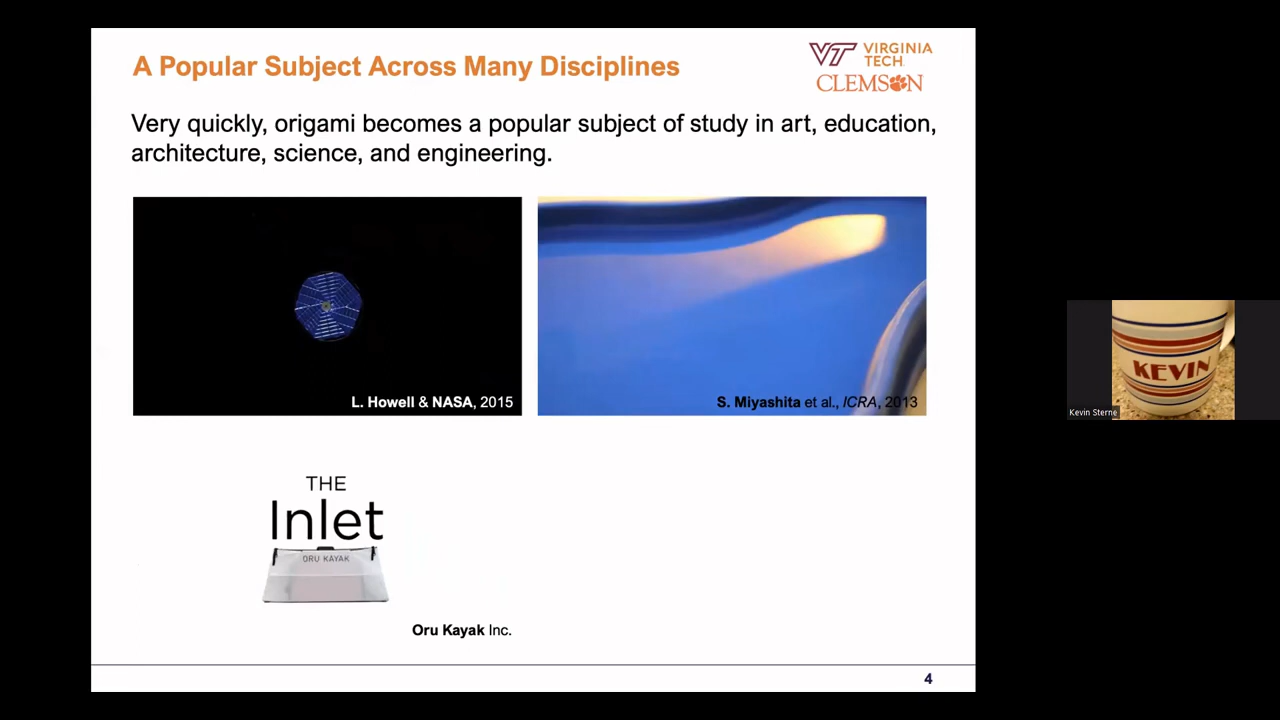 A Popular Subject Across Many Disciplines
VT VIRGINIA
TECH
CLEMSON
Very quickly, origami becomes a popular subject of study in art, education,
architecture, science, and engineering.
L. Howell & NASA, 2015
S. Miyashita et al., ICRA, 2013
KEVIN
Kevin Sterne
THE
Inlet
ORU KAYAK
Oru Kayak Inc.
4